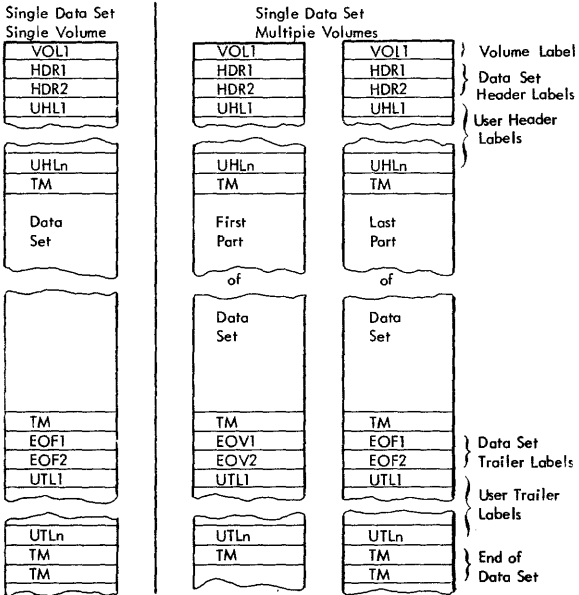 Single Data Set
Single Volume
VOL1
HDR1
HDR2
UHL1
UHLn
TM
Data
Set
TM
EOF1
EOF2
UTL1
UTLn
TM
TM
Single Data Set
Multiple Volumes
VOL1
HDR1
HDR2
UHL1
UHLn
TM
First
Part
of
Data
Set
TM
EOV1
EOV2
UTL1
UTLn
TM
VOL1
HDR1
HDR2
UHL1
UHLn
TM
Last
Part
of
Data
Set
TM
EOF1
EOF2
UTL1
UTLn
TM
TM
Volume Label
Data Set
Header Labels
User Header
Labels
Data Set
Trailer Labels
User Trailer
Labels
End of
Data Set